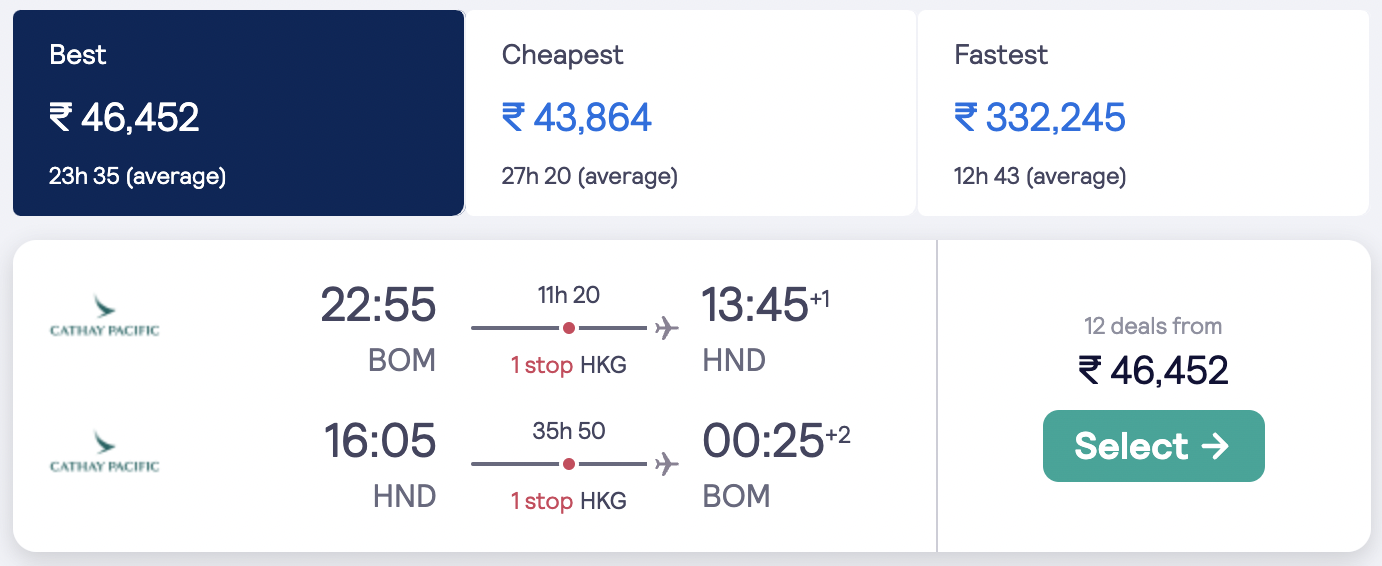 Best
₹ 46,452
23h 35 (average)
Cheapest
₹ 43,864
27h 20 (average)
Fastest
₹ 332,245
12h 43 (average)
CATHAY PACIFIC
22:55
BOM
11h 20
1 stop HKG
13:45+1
HND
CATHAY PACIFIC
16:05
HND
35h 50
1 stop HKG
00:25+2
BOM
12 deals from
₹ 46,452
Select →